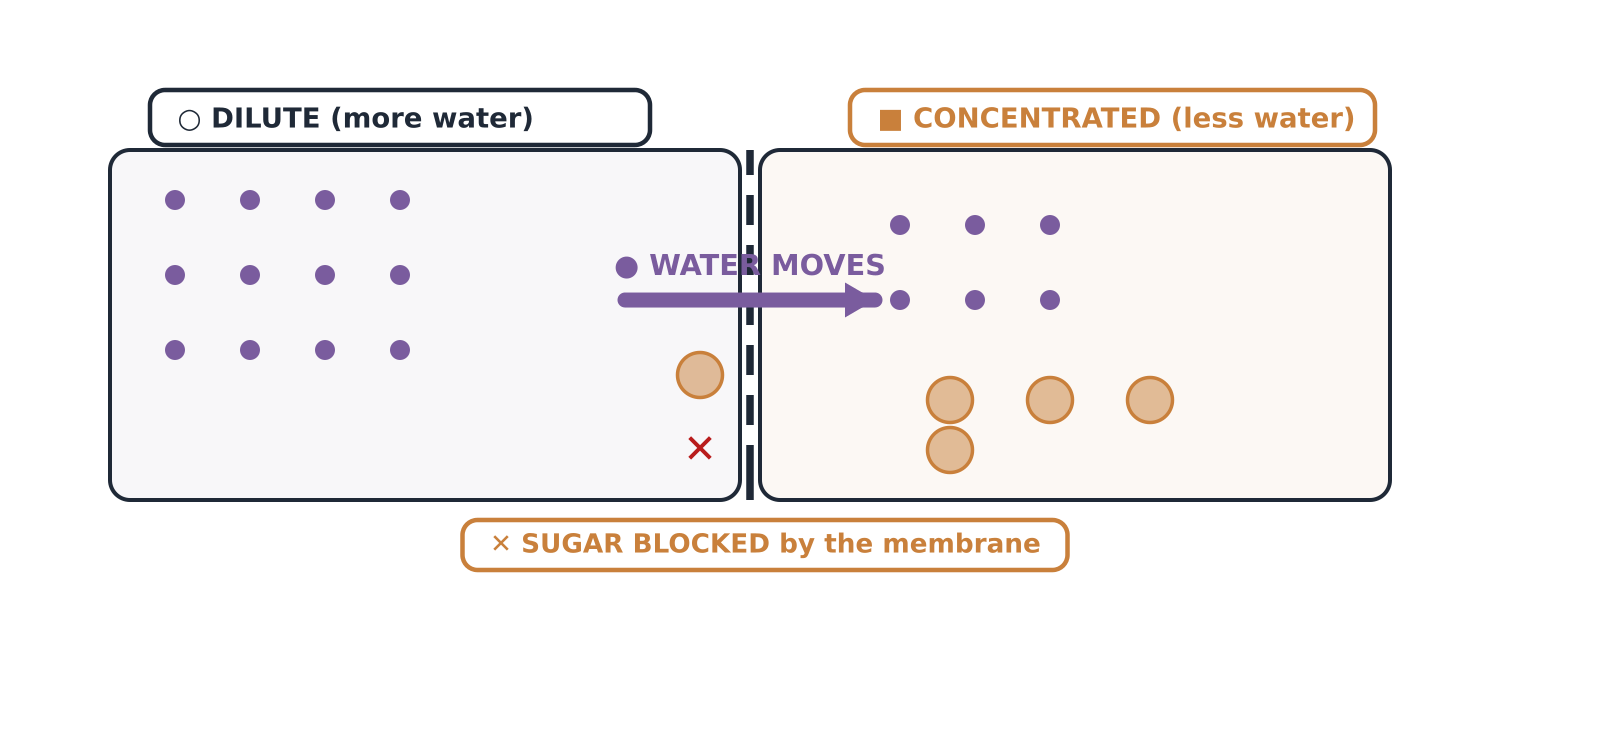 ○ DILUTE (more water)
■ CONCENTRATED (less water)
● WATER MOVES
✕
✕ SUGAR BLOCKED by the membrane